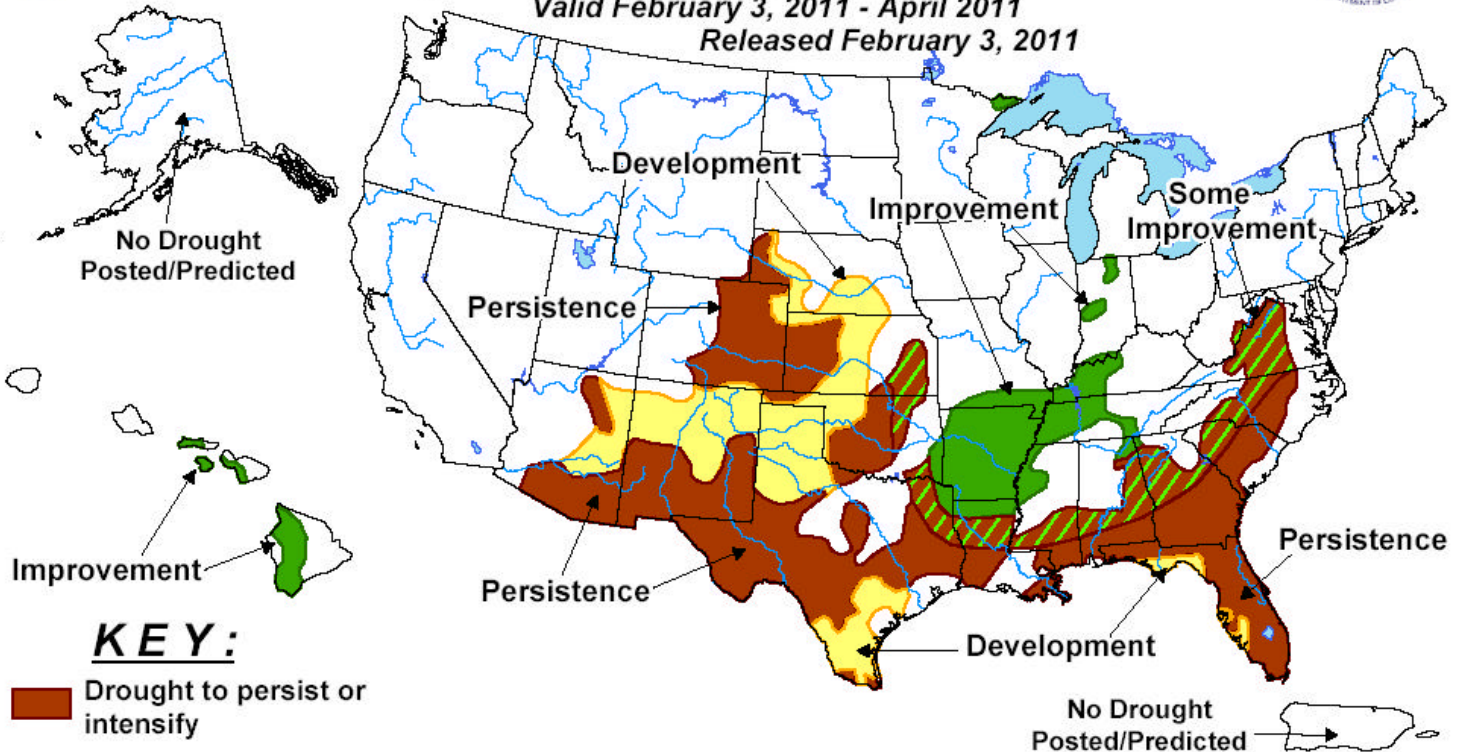 Valid February 3, 2011 - April 2011
Released February 3, 2011
Development
Improvement
Some
Improvement
No Drought
Posted/Predicted
Persistence
Improvement
Persistence
Persistence
Development
KEY:
Drought to persist or
intensify
No Drought
Posted/Predicted